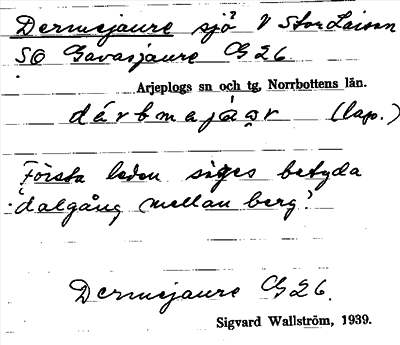 Dermejaure sjö? V Stor Laisan
SO Gavasjaure G 26
Arjeplogs sn och tg, Norrbottens län.
dárbmajáạr (lap.)
Första leden säges betyda
'dalgång mellan berg'.
Dermejaure G 26.
Sigvard Wallström, 1939.